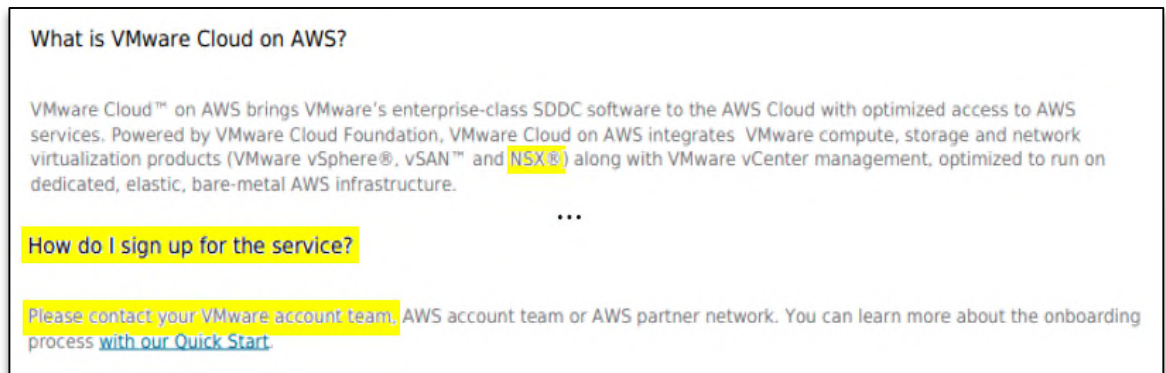 What is VMware Cloud on AWS?
VMware Cloud™ on AWS brings VMware's enterprise-class SDDC software to the AWS Cloud with optimized access to AWS
services. Powered by VMware Cloud Foundation, VMware Cloud on AWS integrates VMware compute, storage and network
virtualization products (VMware vSphere®, vSAN™ and NSX®) along with VMware vCenter management, optimized to run on
dedicated, elastic, bare-metal AWS infrastructure.
...
How do I sign up for the service?
Please contact your VMware account team, AWS account team or AWS partner network. You can learn more about the onboarding
process with our Quick Start.